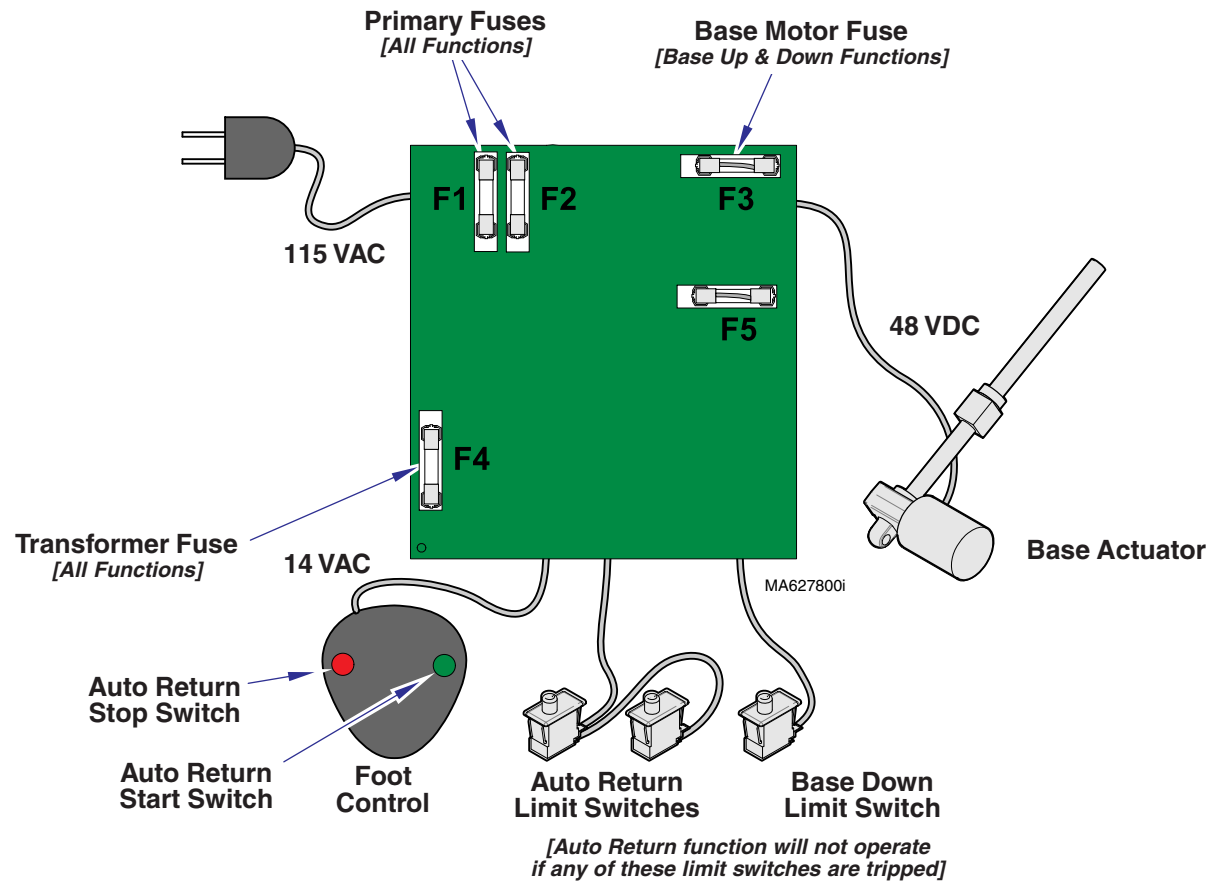 Primary Fuses
[All Functions]
Base Motor Fuse
[Base Up & Down Functions]
F1
F2
F3
115 VAC
F5
48 VDC
F4
Transformer Fuse
[All Functions]
14 VAC
Base Actuator
MA627800i
Auto Return
Stop Switch
Auto Return
Start Switch
Foot
Control
Auto Return
Limit Switches
Base Down
Limit Switch
[Auto Return function will not operate
if any of these limit switches are tripped]